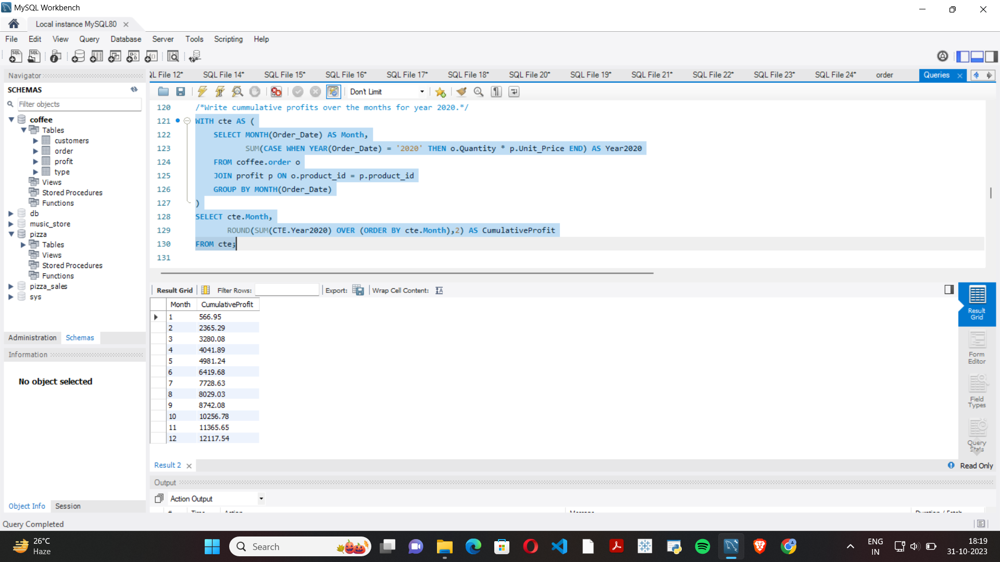 MySQL Workbench
Local instance MySQL80
File Edit View Query Database Server Tools Scripting Help
Navigator
SCHEMAS
Filter objects
coffee
Tables
customers
order
profit
type
Views
Stored Procedures
Functions
db
music_store
pizza
Tables
Views
Stored Procedures
Functions
pizza_sales
sys
Administration Schemas
Information
No object selected
Object Info Session
QL File 12* SQL File 14* SQL File 15* SQL File 16* SQL File 17* SQL File 18* SQL File 20* SQL File 19* SQL File 21* SQL File 22* SQL File 23* SQL File 24* order Queries
Don't Limit
120 /*Write cummulative profits over the months for year 2020.*/
121 WITH cte AS (
122 SELECT MONTH(Order_Date) AS Month,
123 SUM(CASE WHEN YEAR(Order_Date) = '2020' THEN o.Quantity * p.Unit_Price END) AS Year2020
124 FROM coffee.order o
125 JOIN profit p ON o.product_id = p.product_id
126 GROUP BY MONTH(Order_Date)
127 )
128 SELECT cte.Month,
129 ROUND(SUM(CTE.Year2020) OVER (ORDER BY cte.Month),2) AS CumulativeProfit
130 FROM cte;
131
Result Grid Filter Rows: Export: Wrap Cell Content:
Month CumulativeProfit
1 566.95
2 2365.29
3 3280.08
4 4041.89
5 4981.24
6 6419.68
7 7728.63
8 8029.03
9 8742.08
10 10256.78
11 11365.65
12 12117.54
Result
Grid
Form
Editor
Field
Types
Query
Stats
Result 2
Read Only
Output
Action Output
# Time Action Message Duration / Fetch
Query Completed
26°C
Haze
Search
ENG
IN
18:19
31-10-2023